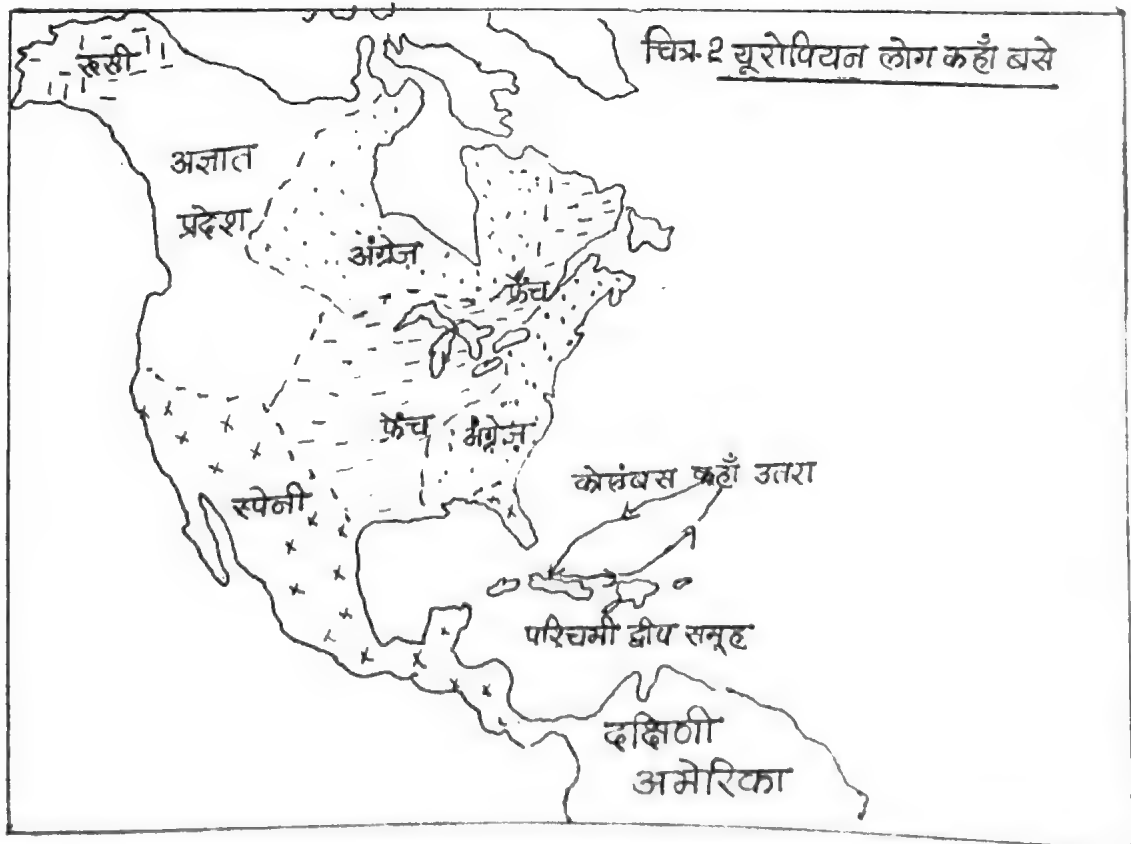 चित्र-2 यूरोपियन लोग कहाँ बसे
रूसी
अज्ञात
प्रदेश
अंग्रेज
फ्रैंच
फ्रैंच
अंग्रेज
कोलंबस कहाँ उतरा
स्पेनी
पश्चिमी द्वीप समूह
दक्षिणी
अमेरिका